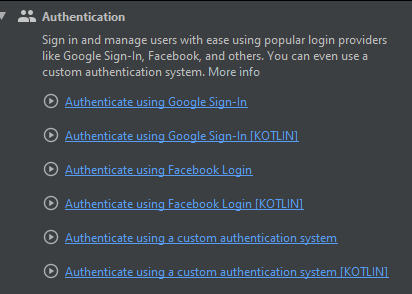 Authentication
Sign in and manage users with ease using popular login providers
like Google Sign-In, Facebook, and others. You can even use a
custom authentication system. More info
Authenticate using Google Sign-In
Authenticate using Google Sign-In [KOTLIN]
Authenticate using Facebook Login
Authenticate using Facebook Login [KOTLIN]
Authenticate using a custom authentication system
Authenticate using a custom authentication system [KOTLIN]